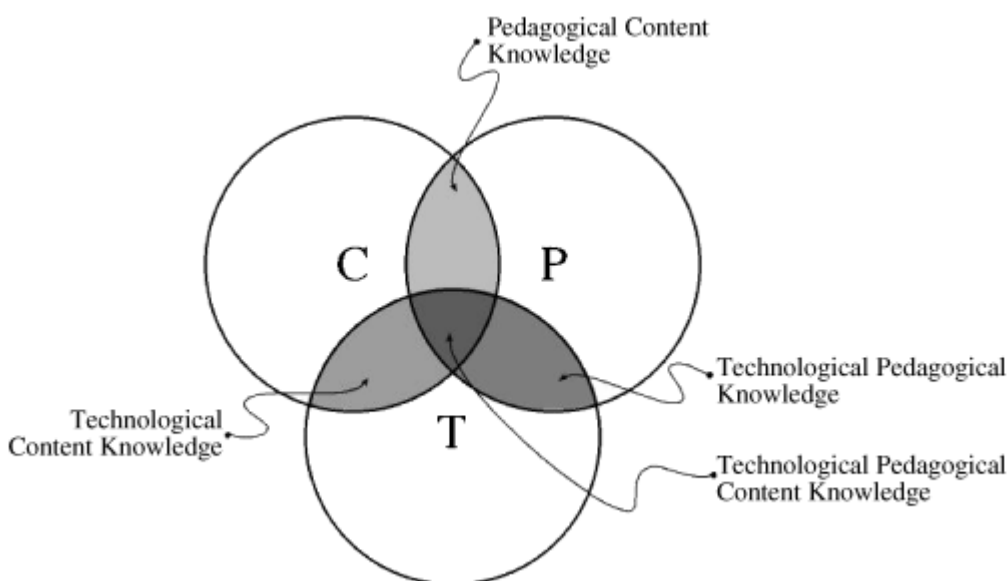 Pedagogical Content
Knowledge
C
P
T
Technological Pedagogical
Knowledge
Technological
Content Knowledge
Technological Pedagogical
Content Knowledge